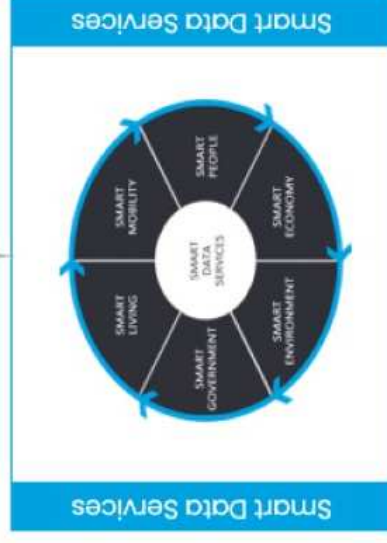 Smart Data Services
SMART
LIVING
SMART
MOBILITY
SMART
PEOPLE
SMART
ECONOMY
SMART
ENVIRONMENT
SMART
GOVERNMENT
SMART
DATA
SERVICES
Smart Data Services